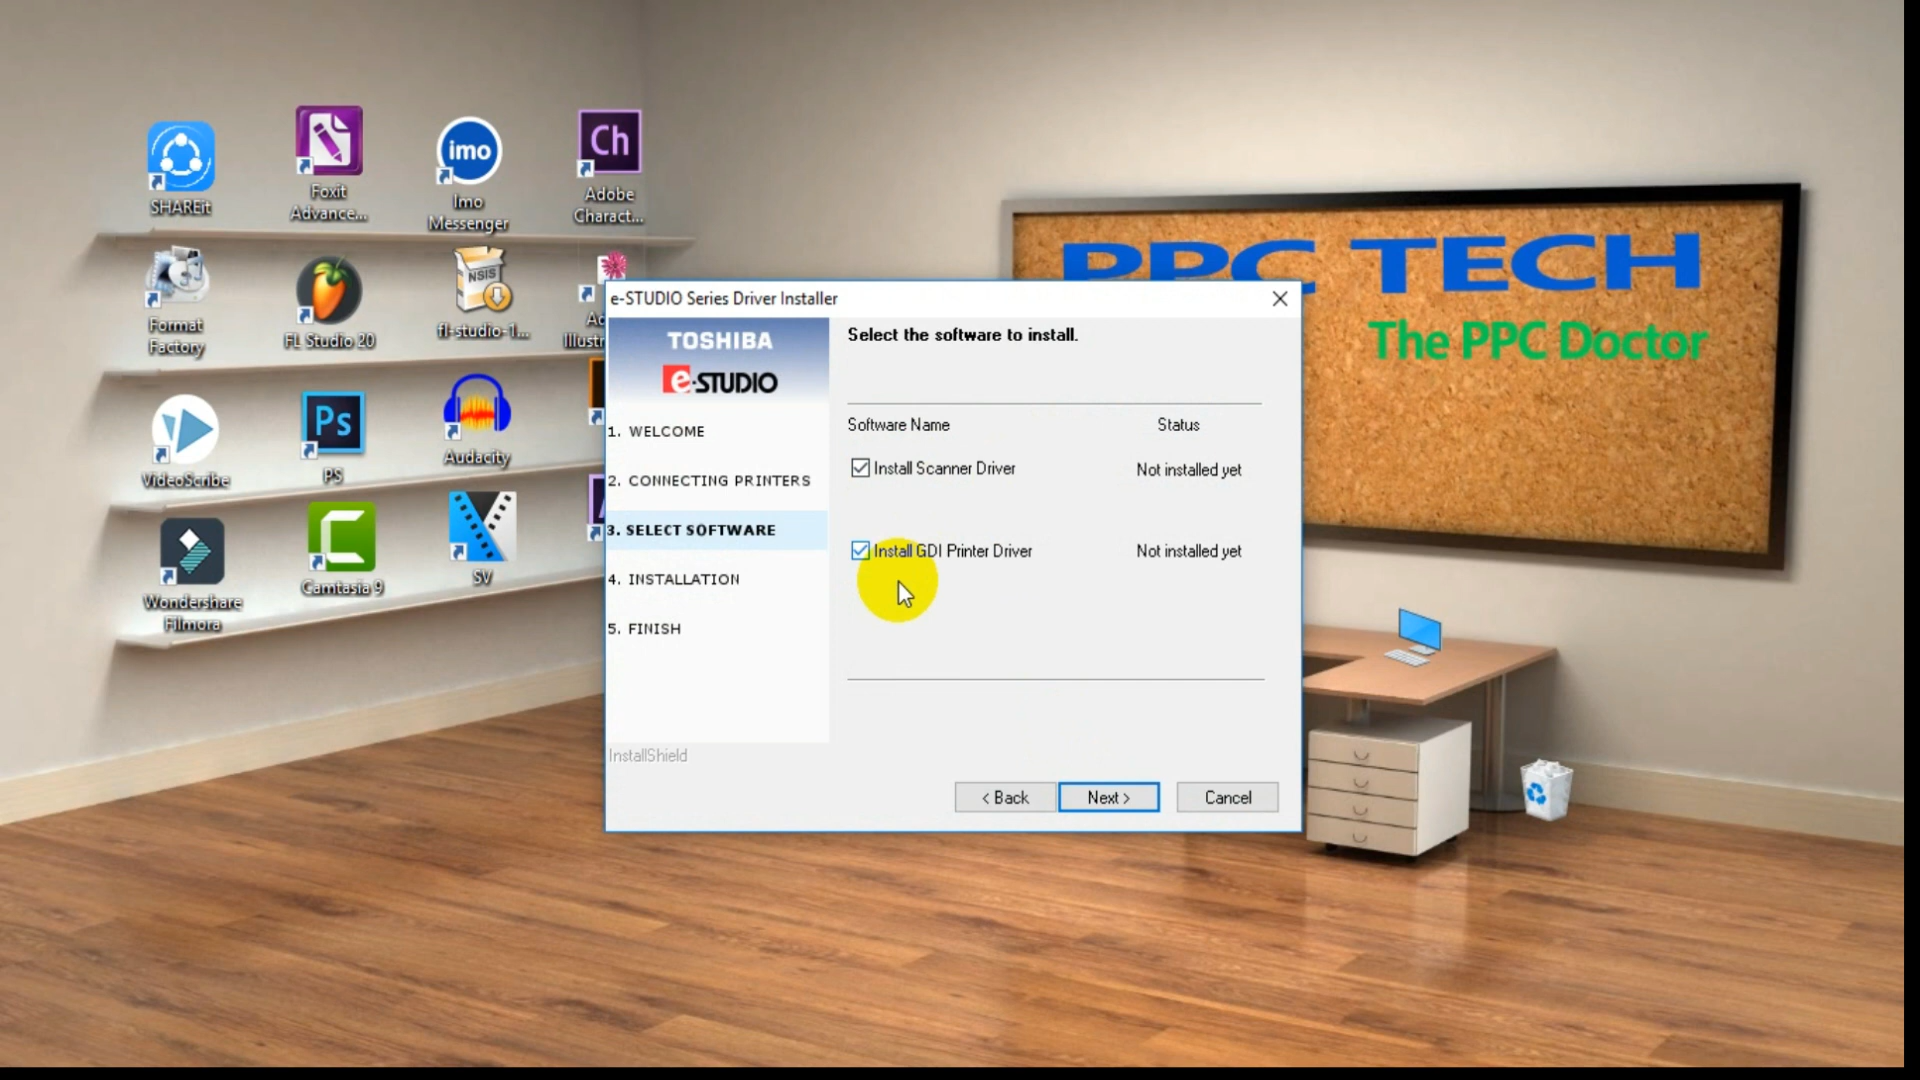 SHAREit
Foxit
Advance...
imo
Imo
Messenger
Ch
Adobe
Charact...
Format
Factory
FL Studio 20
NSIS
fl-studio-1...
Illustr
VideoScribe
Ps
PS
Audacity
Wondershare
Filmora
Camtasia 9
SV
PPC TECH
The PPC Doctor
e-STUDIO Series Driver Installer
TOSHIBA
e-STUDIO
1. WELCOME
2. CONNECTING PRINTERS
3. SELECT SOFTWARE
4. INSTALLATION
5. FINISH
InstallShield
Select the software to install.
Software Name Status
Install Scanner Driver Not installed yet
Install GDI Printer Driver Not installed yet
< Back Next > Cancel